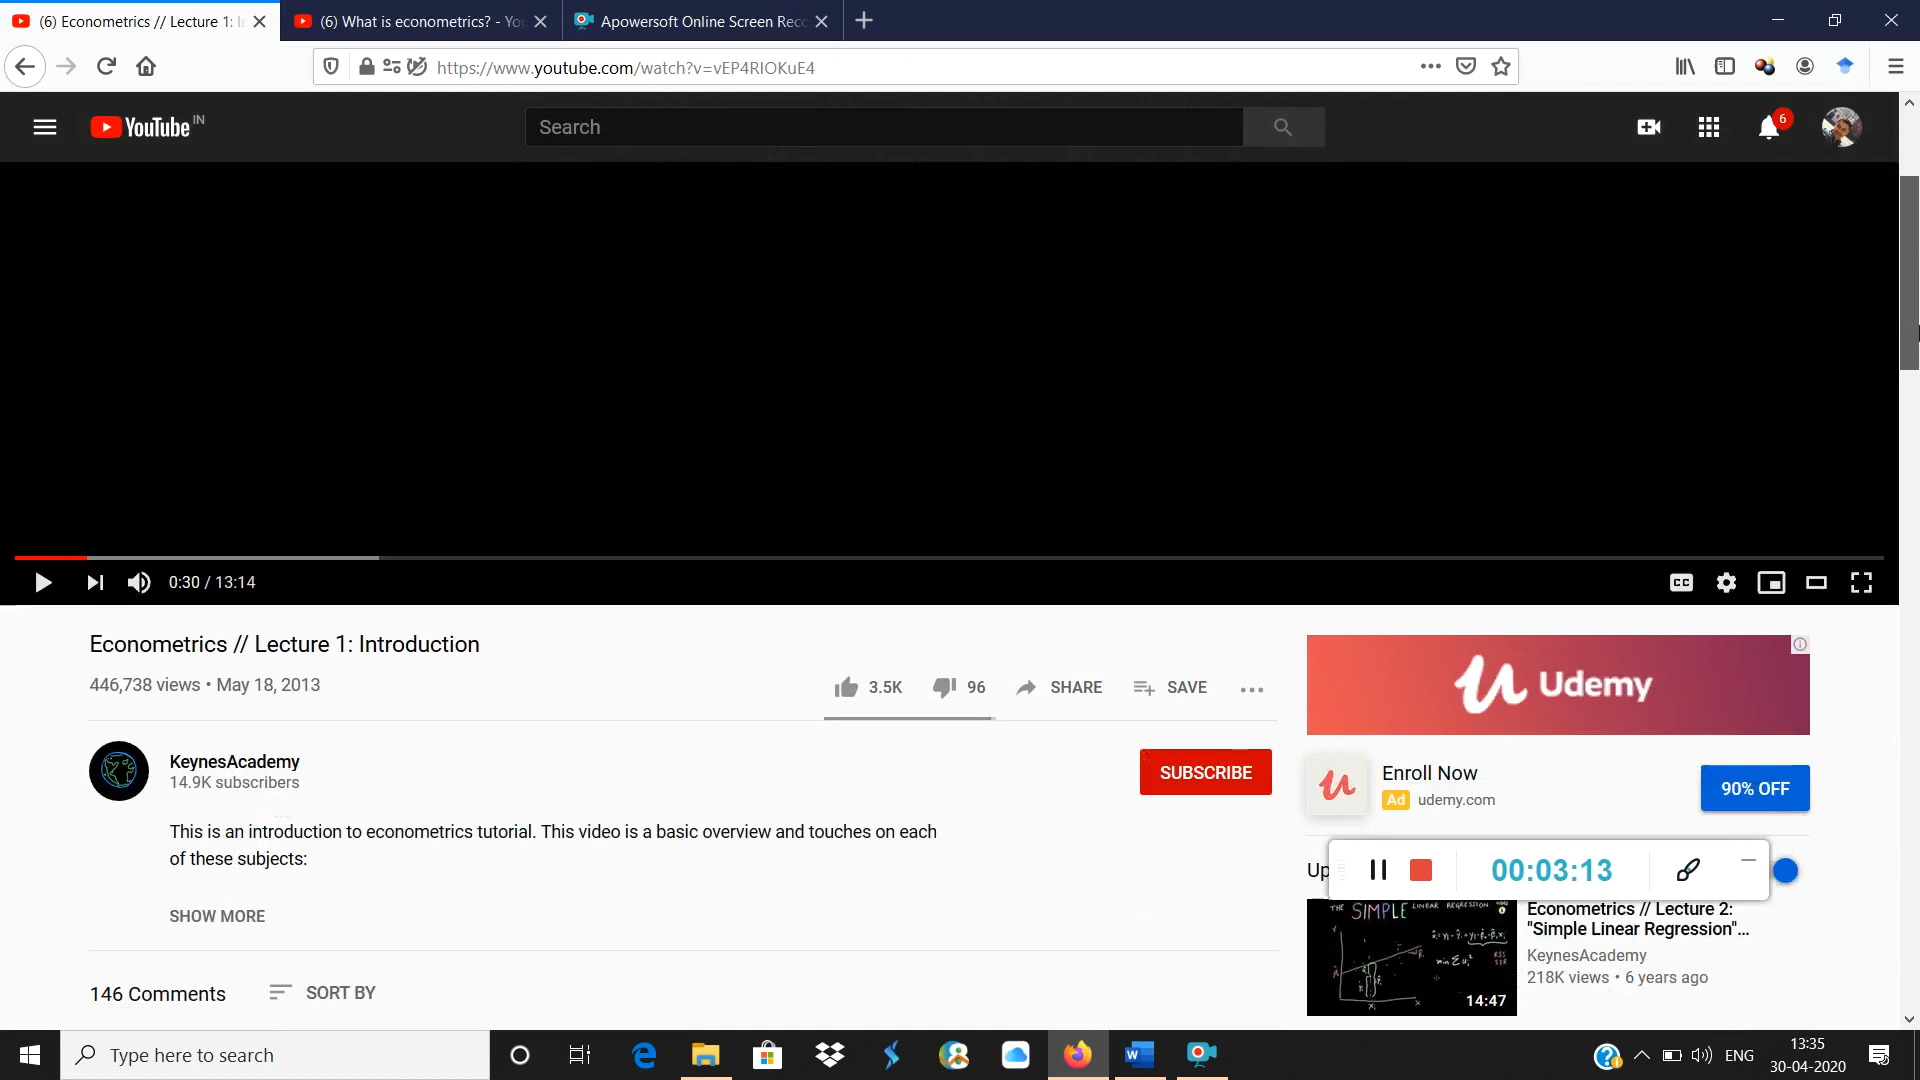 (6) Econometrics // Lecture 1: I
(6) What is econometrics? - You
Apowersoft Online Screen Reco
https://www.youtube.com/watch?v=vEP4RIOKuE4
YouTube IN
Search
6
0:30 / 13:14
CC
Econometrics // Lecture 1: Introduction
446,738 views • May 18, 2013
3.5K
96
SHARE
SAVE
KeynesAcademy
14.9K subscribers
SUBSCRIBE
This is an introduction to econometrics tutorial. This video is a basic overview and touches on each
of these subjects:
SHOW MORE
146 Comments
SORT BY
Udemy
Enroll Now
Ad udemy.com
90% OFF
Up
00:03:13
THE SIMPLE LINEAR REGRESSION
14:47
Econometrics // Lecture 2:
"Simple Linear Regression"...
KeynesAcademy
218K views • 6 years ago
Type here to search
ENG
13:35
30-04-2020